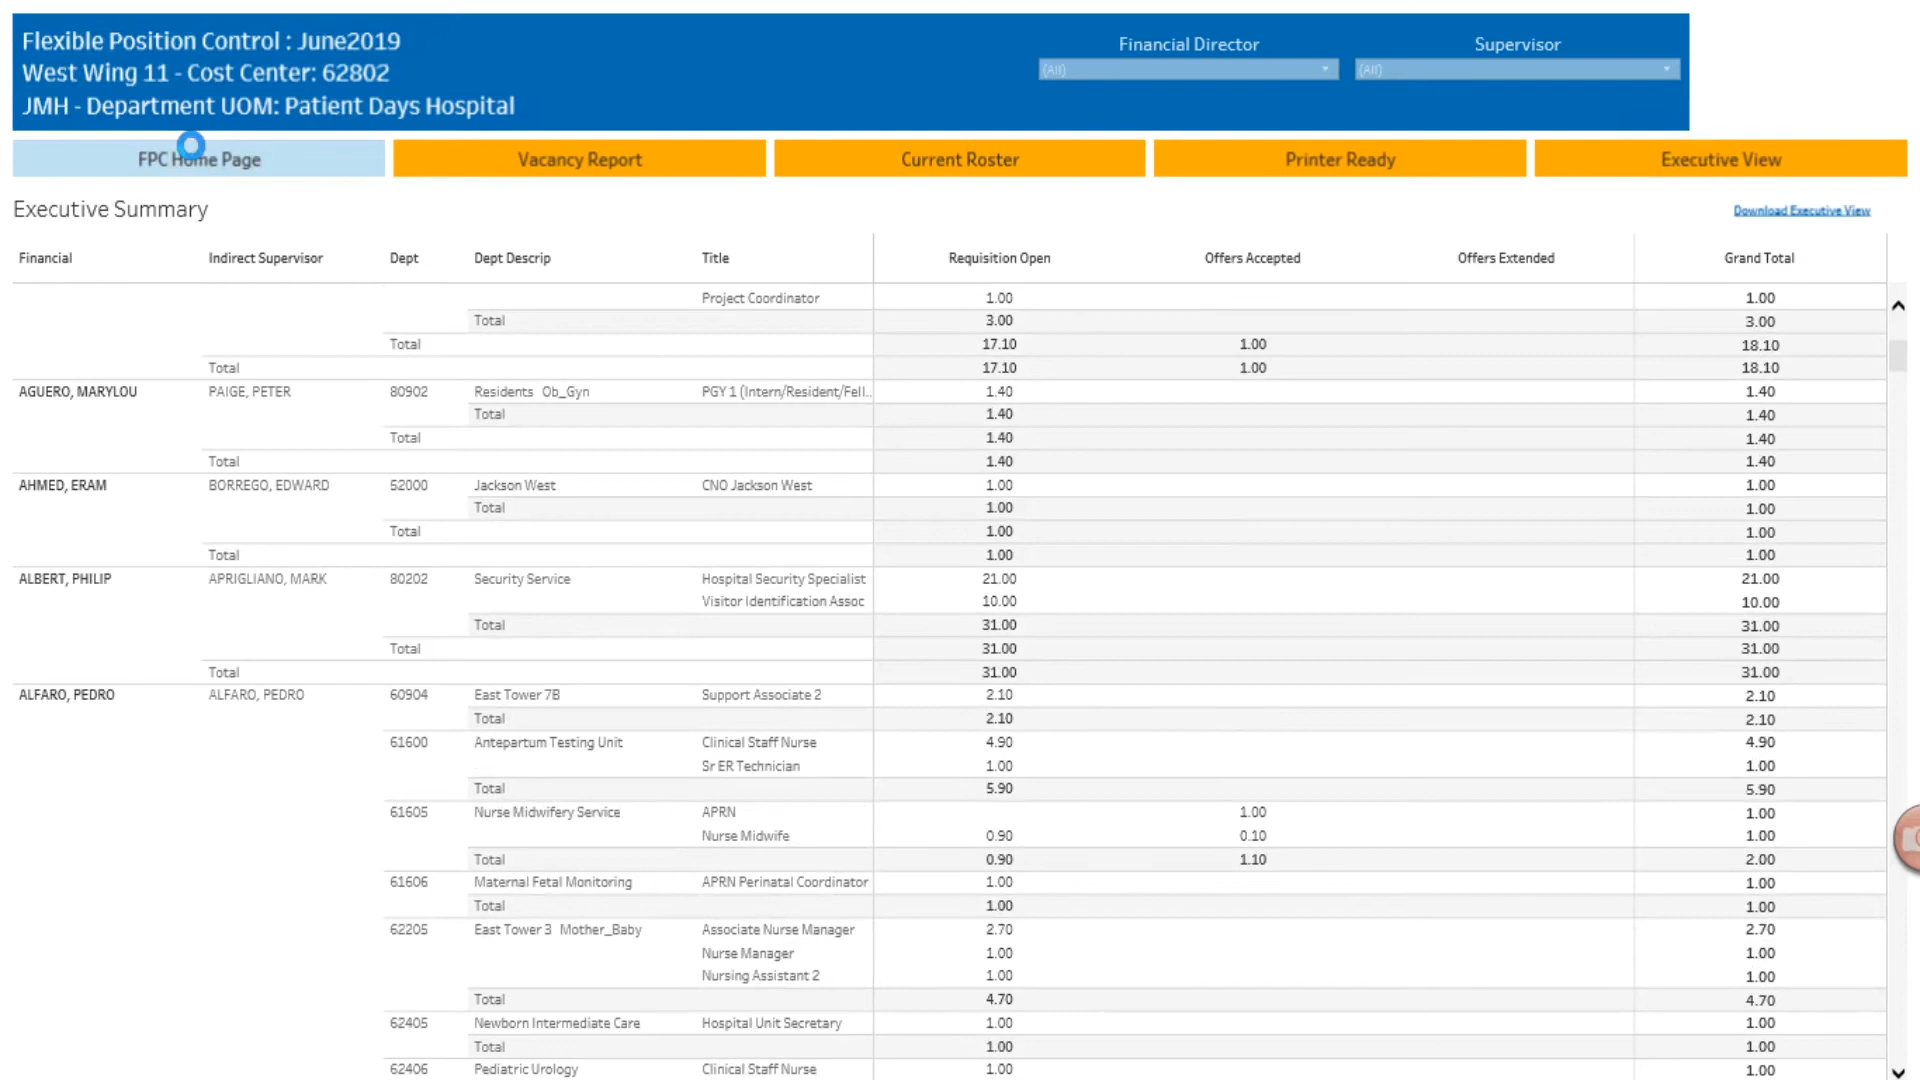 Flexible Position Control : June2019
West Wing 11 - Cost Center: 62802
JMH - Department UOM: Patient Days Hospital
Financial Director Supervisor
(All) (All)
FPC Home Page Vacancy Report Current Roster Printer Ready Executive View
Executive Summary
Download Executive View
Financial Indirect Supervisor Dept Dept Descrip Title Requisition Open Offers Accepted Offers Extended Grand Total
Project Coordinator 1.00 1.00
Total 3.00 3.00
Total 17.10 1.00 18.10
Total 17.10 1.00 18.10
AGUERO, MARYLOU PAIGE, PETER 80902 Residents Ob_Gyn PGY 1 (Intern/Resident/Fell.. 1.40 1.40
Total 1.40 1.40
Total 1.40 1.40
Total 1.40 1.40
AHMED, ERAM BORREGO, EDWARD 52000 Jackson West CNO Jackson West 1.00 1.00
Total 1.00 1.00
Total 1.00 1.00
Total 1.00 1.00
ALBERT, PHILIP APRIGLIANO, MARK 80202 Security Service Hospital Security Specialist 21.00 21.00
Visitor Identification Assoc 10.00 10.00
Total 31.00 31.00
Total 31.00 31.00
Total 31.00 31.00
ALFARO, PEDRO ALFARO, PEDRO 60904 East Tower 7B Support Associate 2 2.10 2.10
Total 2.10 2.10
61600 Antepartum Testing Unit Clinical Staff Nurse 4.90 4.90
Sr ER Technician 1.00 1.00
Total 5.90 5.90
61605 Nurse Midwifery Service APRN 1.00 1.00
Nurse Midwife 0.90 0.10 1.00
Total 0.90 1.10 2.00
61606 Maternal Fetal Monitoring APRN Perinatal Coordinator 1.00 1.00
Total 1.00 1.00
62205 East Tower 3 Mother_Baby Associate Nurse Manager 2.70 2.70
Nurse Manager 1.00 1.00
Nursing Assistant 2 1.00 1.00
Total 4.70 4.70
62405 Newborn Intermediate Care Hospital Unit Secretary 1.00 1.00
Total 1.00 1.00
62406 Pediatric Urology Clinical Staff Nurse 1.00 1.00